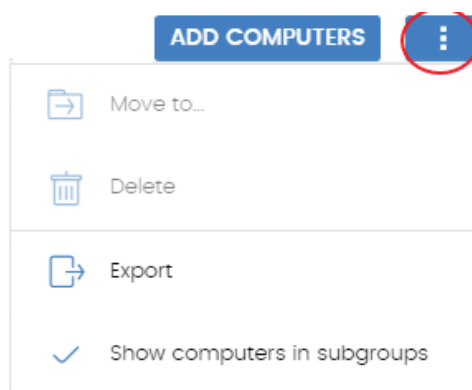 ADD COMPUTERS
Move to...
Delete
Export
Show computers in subgroups